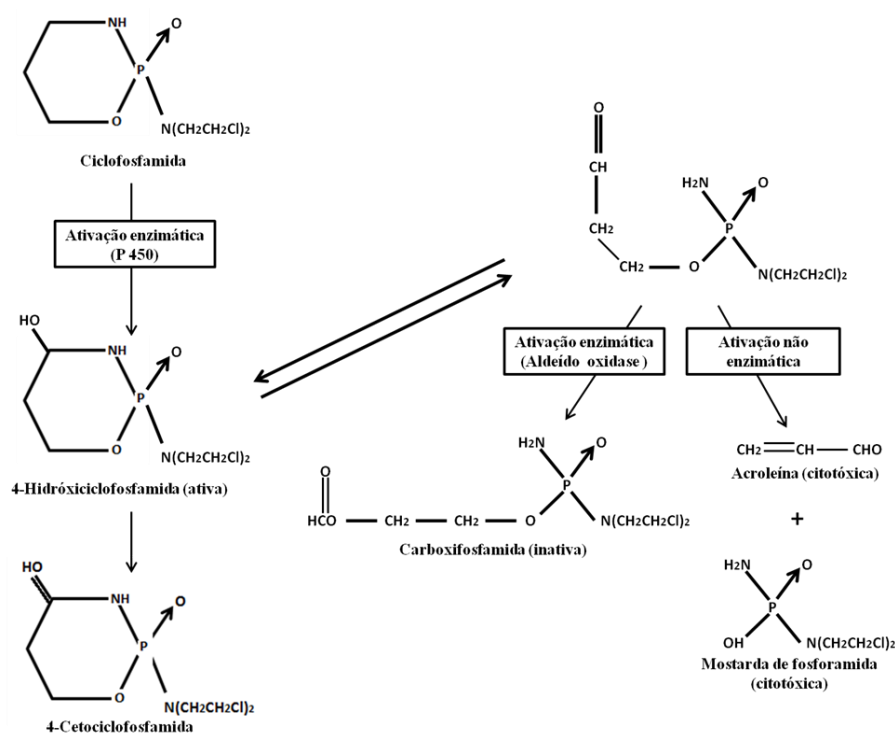 NH
O
P
O
N(CH2CH2Cl)2
Ciclofosfamida
Ativação enzimática
(P 450)
HO
NH
O
P
O
N(CH2CH2Cl)2
4-Hidróxiciclofosfamida (ativa)
HO
NH
O
P
O
N(CH2CH2Cl)2
4-Cetociclofosfamida
O
CH
CH2
CH2
O
H2N
O
P
N(CH2CH2Cl)2
Ativação enzimática
(Aldeído oxidase)
Ativação não
enzimática
O
HCO
CH2
CH2
O
H2N
O
P
N(CH2CH2Cl)2
Carboxifosfamida (inativa)
CH2
CH
CHO
Acroleína (citotóxica)
+
H2N
O
P
OH
N(CH2CH2Cl)2
Mostarda de fosforamida
(citotóxica)